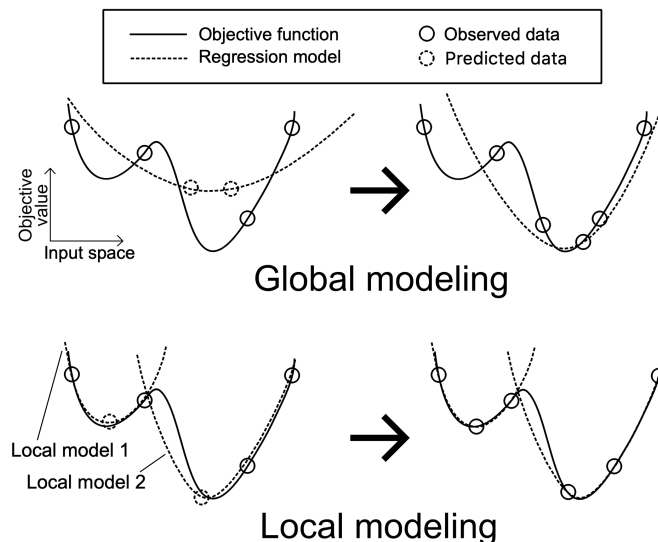 Objective function
Observed data
Regression model
Predicted data
Objective
value
Input space
Global modeling
Local model 1
Local model 2
Local modeling